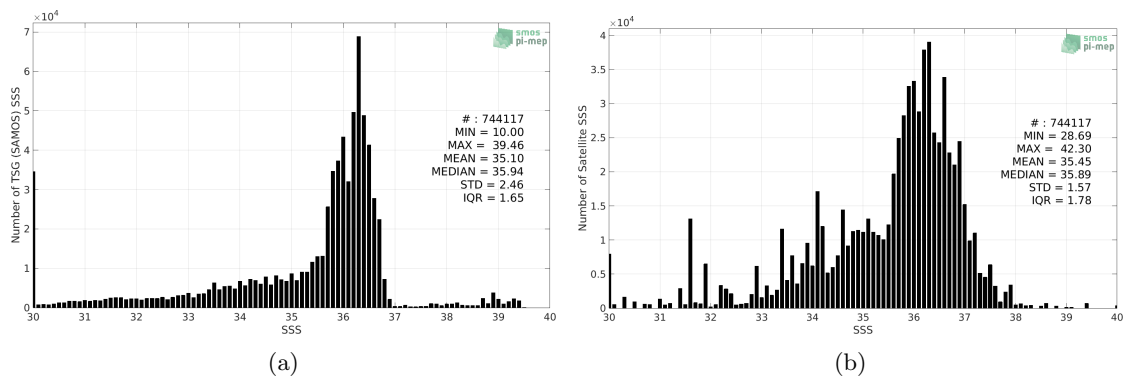 ×10⁴
7
6
5
4
3
2
1
0
Number of TSG (SAMOS) SSS
30 31 32 33 34 35 36 37 38 39 40
SSS
smos
pi-mep
# : 744117
MIN = 10.00
MAX = 39.46
MEAN = 35.10
MEDIAN = 35.94
STD = 2.46
IQR = 1.65
(a)
×10⁴
4
3.5
3
2.5
2
1.5
1
0.5
0
Number of Satellite SSS
30 31 32 33 34 35 36 37 38 39 40
SSS
smos
pi-mep
# : 744117
MIN = 28.69
MAX = 42.30
MEAN = 35.45
MEDIAN = 35.89
STD = 1.57
IQR = 1.78
(b)